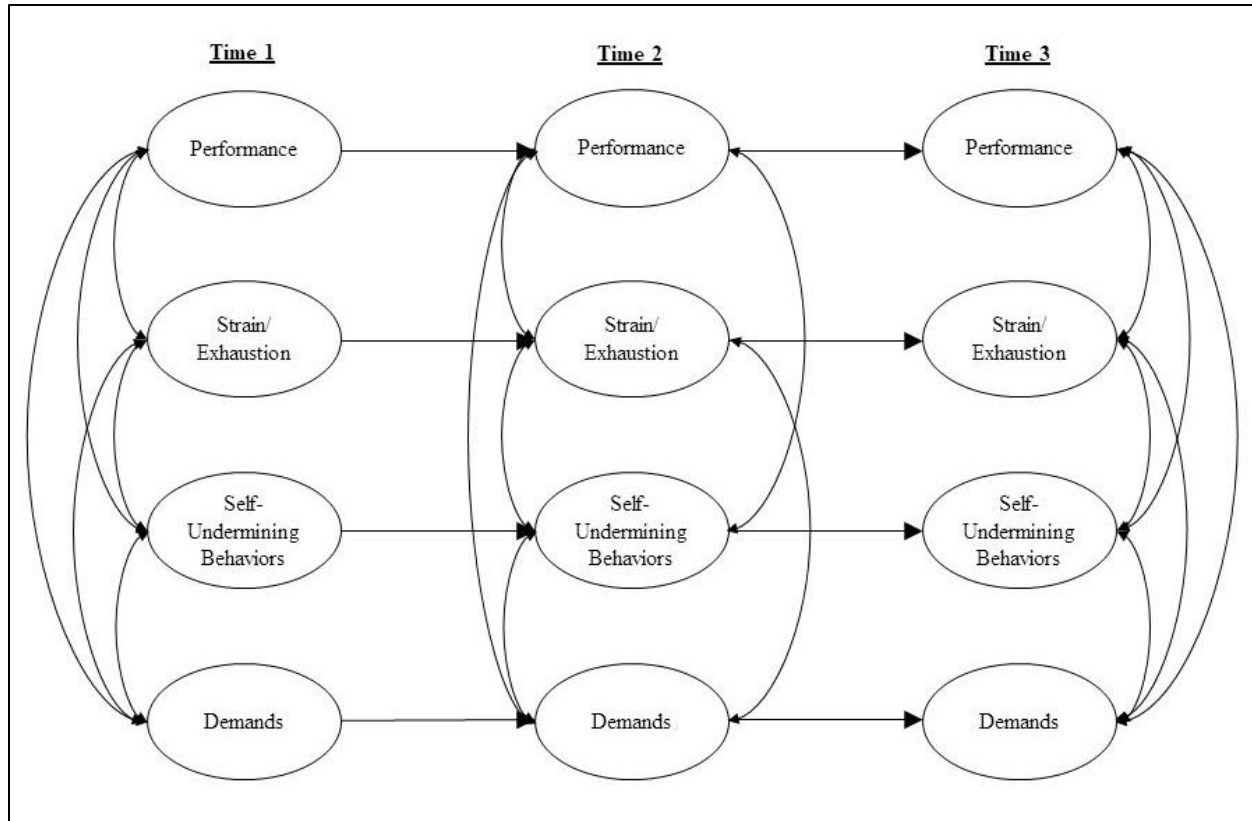 Time 1
Time 2
Time 3
Performance
Performance
Performance
Strain/
Exhaustion
Strain/
Exhaustion
Strain/
Exhaustion
Self-
Undermining
Behaviors
Self-
Undermining
Behaviors
Self-
Undermining
Behaviors
Demands
Demands
Demands